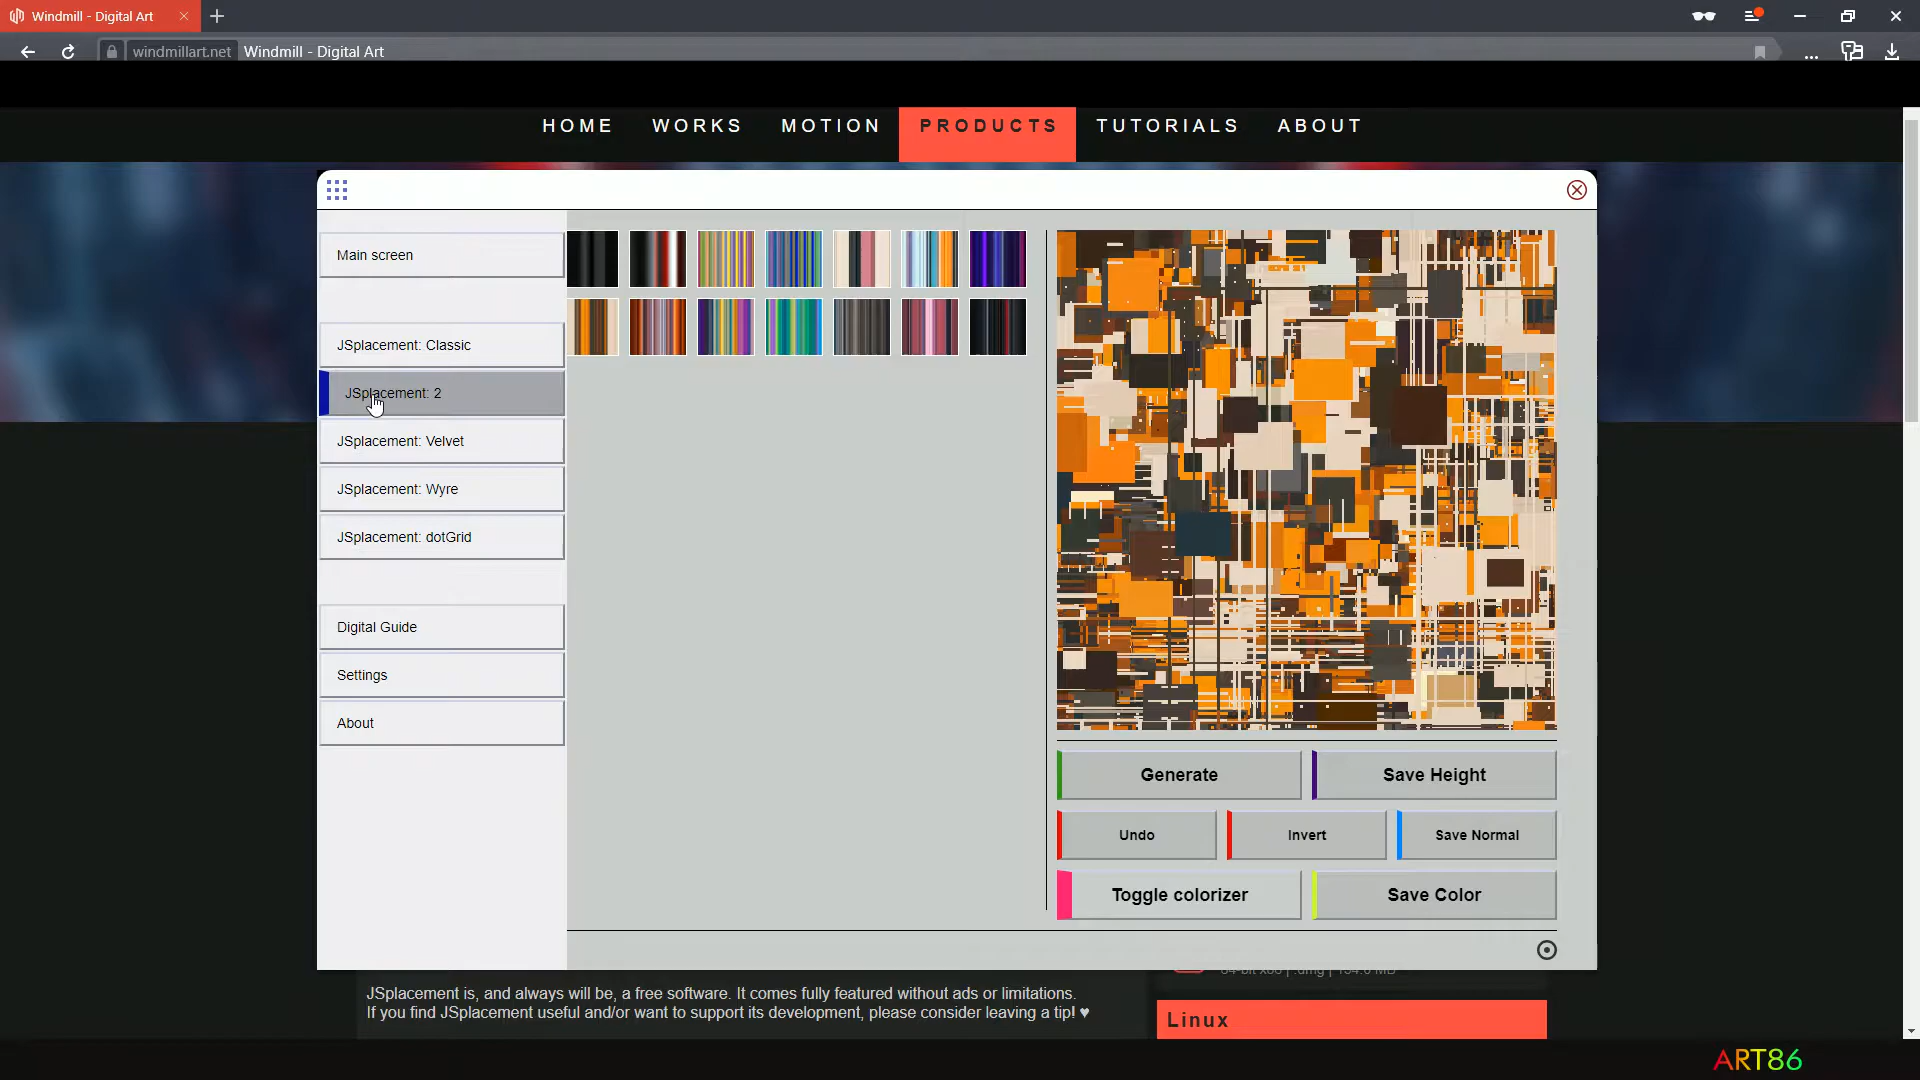 Windmill - Digital Art
windmillart.net Windmill - Digital Art
HOME WORKS MOTION PRODUCTS TUTORIALS ABOUT
Main screen
JSplacement: Classic
JSplacement: 2
JSplacement: Velvet
JSplacement: Wyre
JSplacement: dotGrid
Digital Guide
Settings
About
Generate
Save Height
Undo
Invert
Save Normal
Toggle colorizer
Save Color
JSplacement is, and always will be, a free software. It comes fully featured without ads or limitations.
If you find JSplacement useful and/or want to support its development, please consider leaving a tip! ♥
Linux
ART86